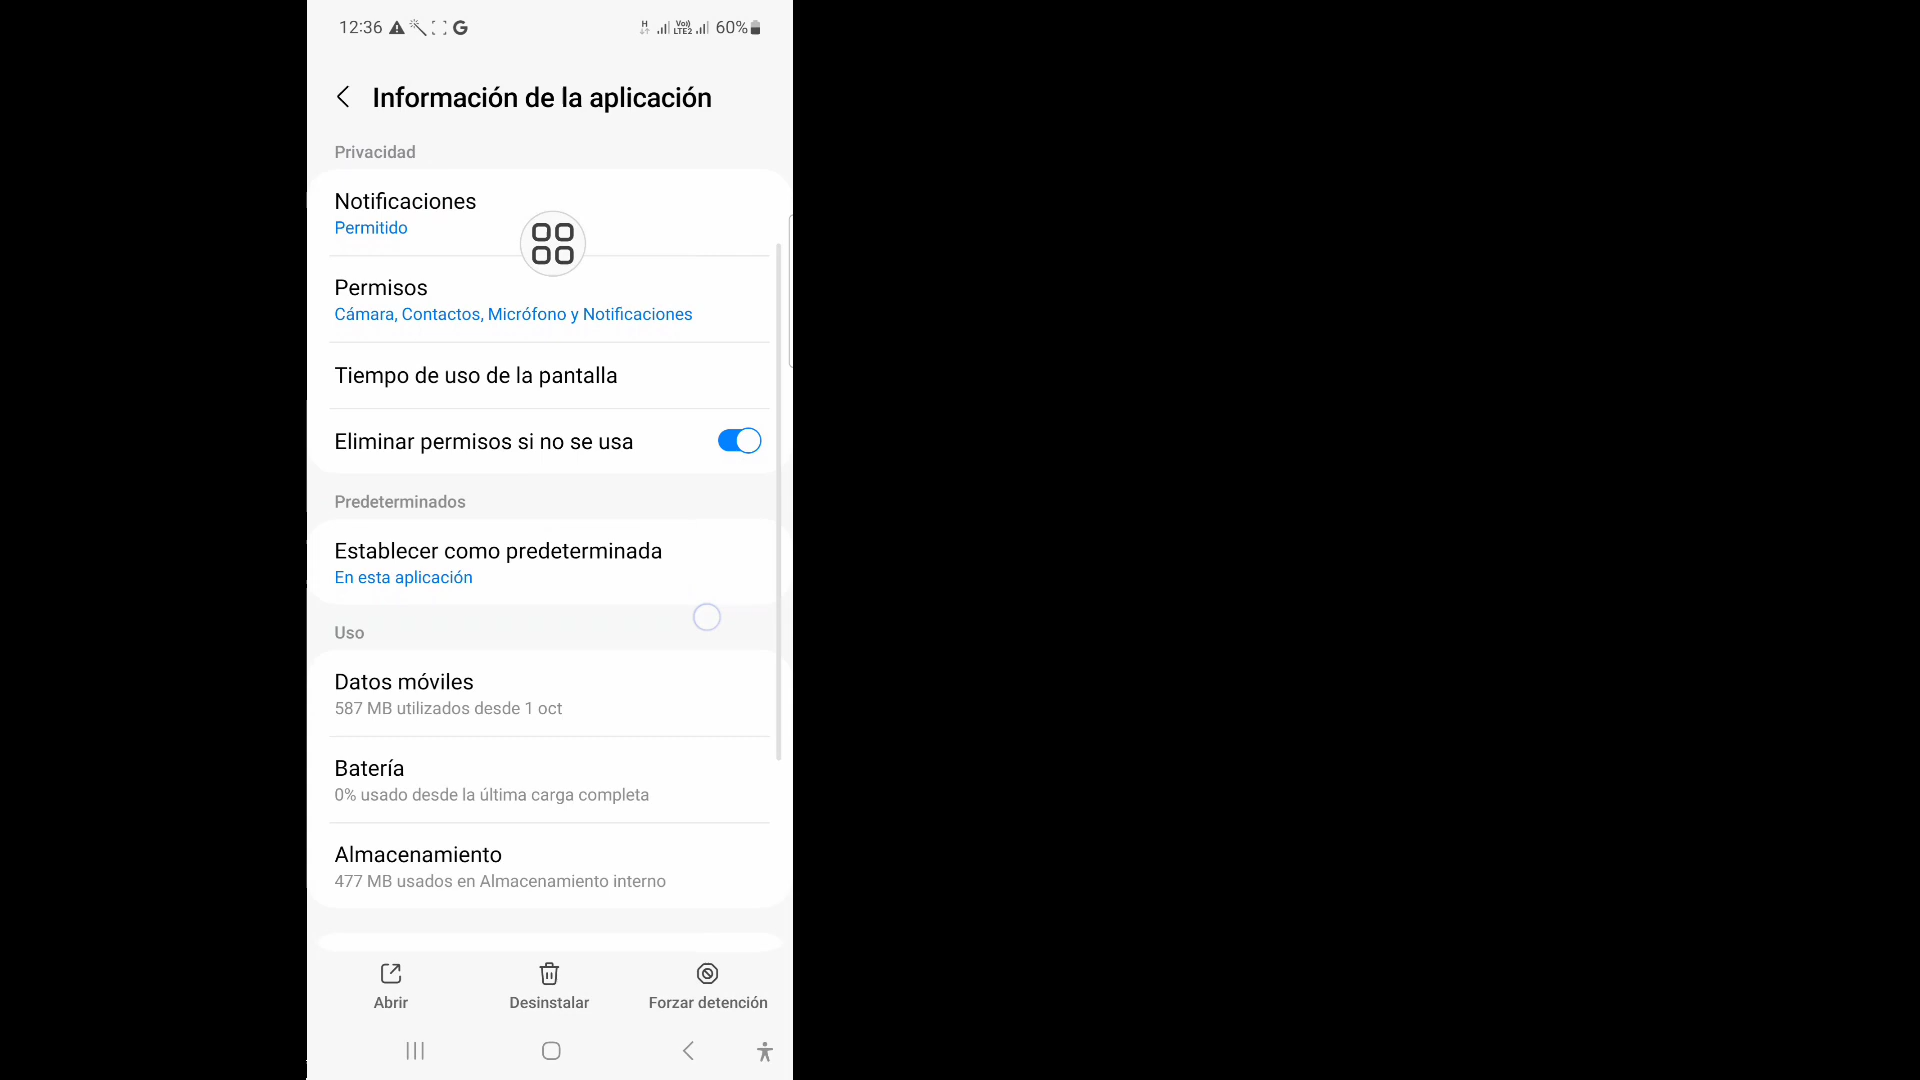 12:36
H
Vo))
LTE2
60%
Información de la aplicación
Privacidad
Notificaciones
Permitido
Permisos
Cámara, Contactos, Micrófono y Notificaciones
Tiempo de uso de la pantalla
Eliminar permisos si no se usa
Predeterminados
Establecer como predeterminada
En esta aplicación
Uso
Datos móviles
587 MB utilizados desde 1 oct
Batería
0% usado desde la última carga completa
Almacenamiento
477 MB usados en Almacenamiento interno
Abrir
Desinstalar
Forzar detención